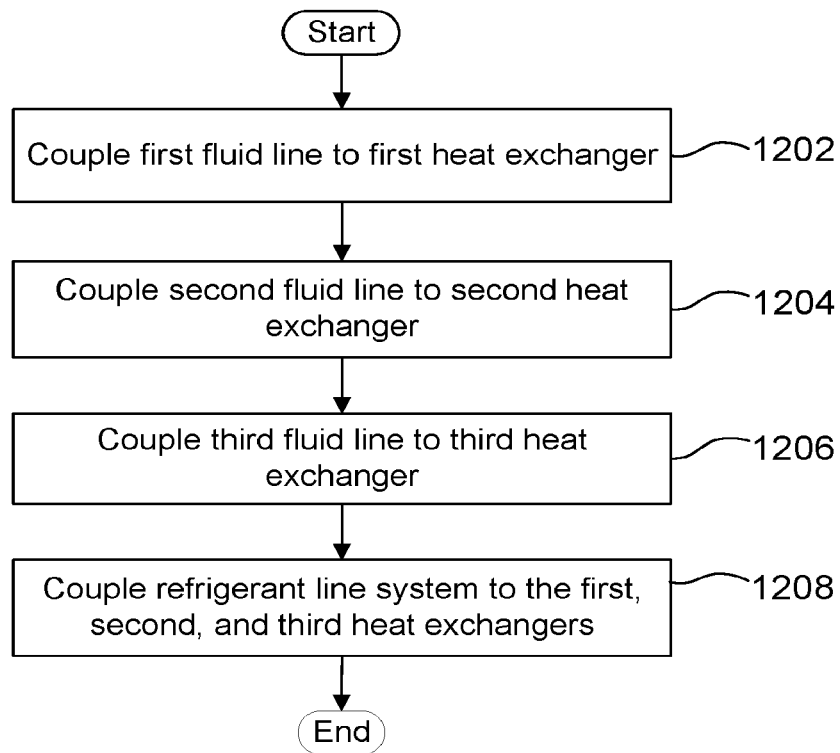 Start
Couple first fluid line to first heat exchanger
1202
Couple second fluid line to second heat
exchanger
1204
Couple third fluid line to third heat
exchanger
1206
Couple refrigerant line system to the first,
second, and third heat exchangers
1208
End